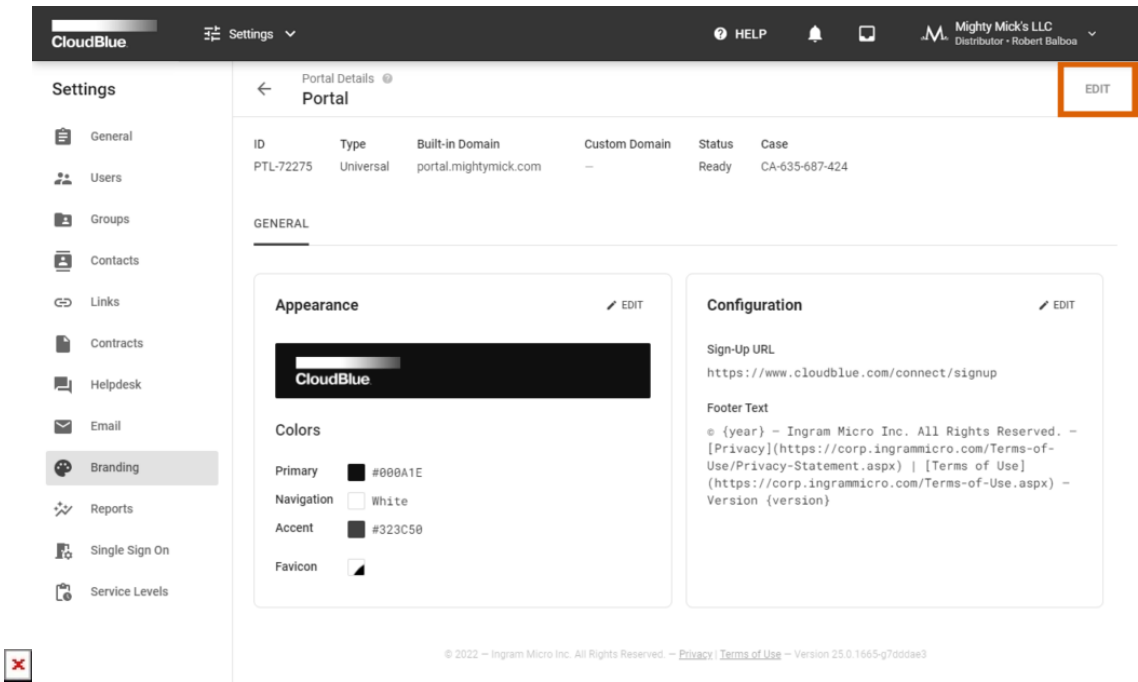 CloudBlue
Settings
HELP
Mighty Mick's LLC
Distributor • Robert Balboa
Settings
General
Users
Groups
Contacts
Links
Contracts
Helpdesk
Email
Branding
Reports
Single Sign On
Service Levels
Portal Details
Portal
EDIT
ID Type Built-in Domain Custom Domain Status Case
PTL-72275 Universal portal.mightymick.com — Ready CA-635-687-424
GENERAL
Appearance
EDIT
CloudBlue
Colors
Primary #000A1E
Navigation White
Accent #323C50
Favicon
Configuration
EDIT
Sign-Up URL
https://www.cloudblue.com/connect/signup
Footer Text
© {year} — Ingram Micro Inc. All Rights Reserved. —
[Privacy](https://corp.ingrammicro.com/Terms-of-
Use/Privacy-Statement.aspx) | [Terms of Use]
(https://corp.ingrammicro.com/Terms-of-Use.aspx) —
Version {version}
© 2022 — Ingram Micro Inc. All Rights Reserved. — Privacy | Terms of Use — Version 25.0.1665-g7dddae3